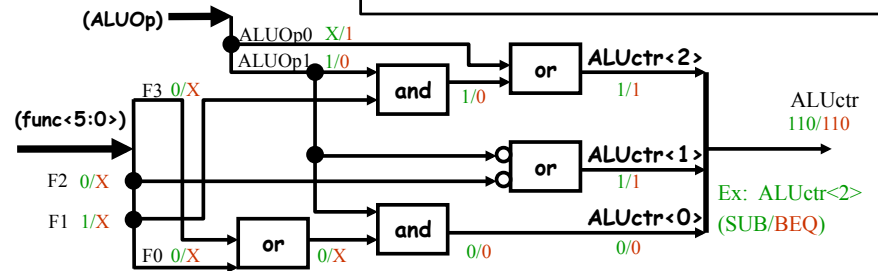 (ALUOp)
ALUOp0 X/1
ALUOp1 1/0
or
ALUctr<2>
and
1/0
1/1
F3 0/X
ALUctr
110/110
(func<5:0>)
or
ALUctr<1>
1/1
F2 0/X
Ex: ALUctr<2>
F1 1/X
and
ALUctr<0>
(SUB/BEQ)
or
F0 0/X
0/X
0/0
0/0